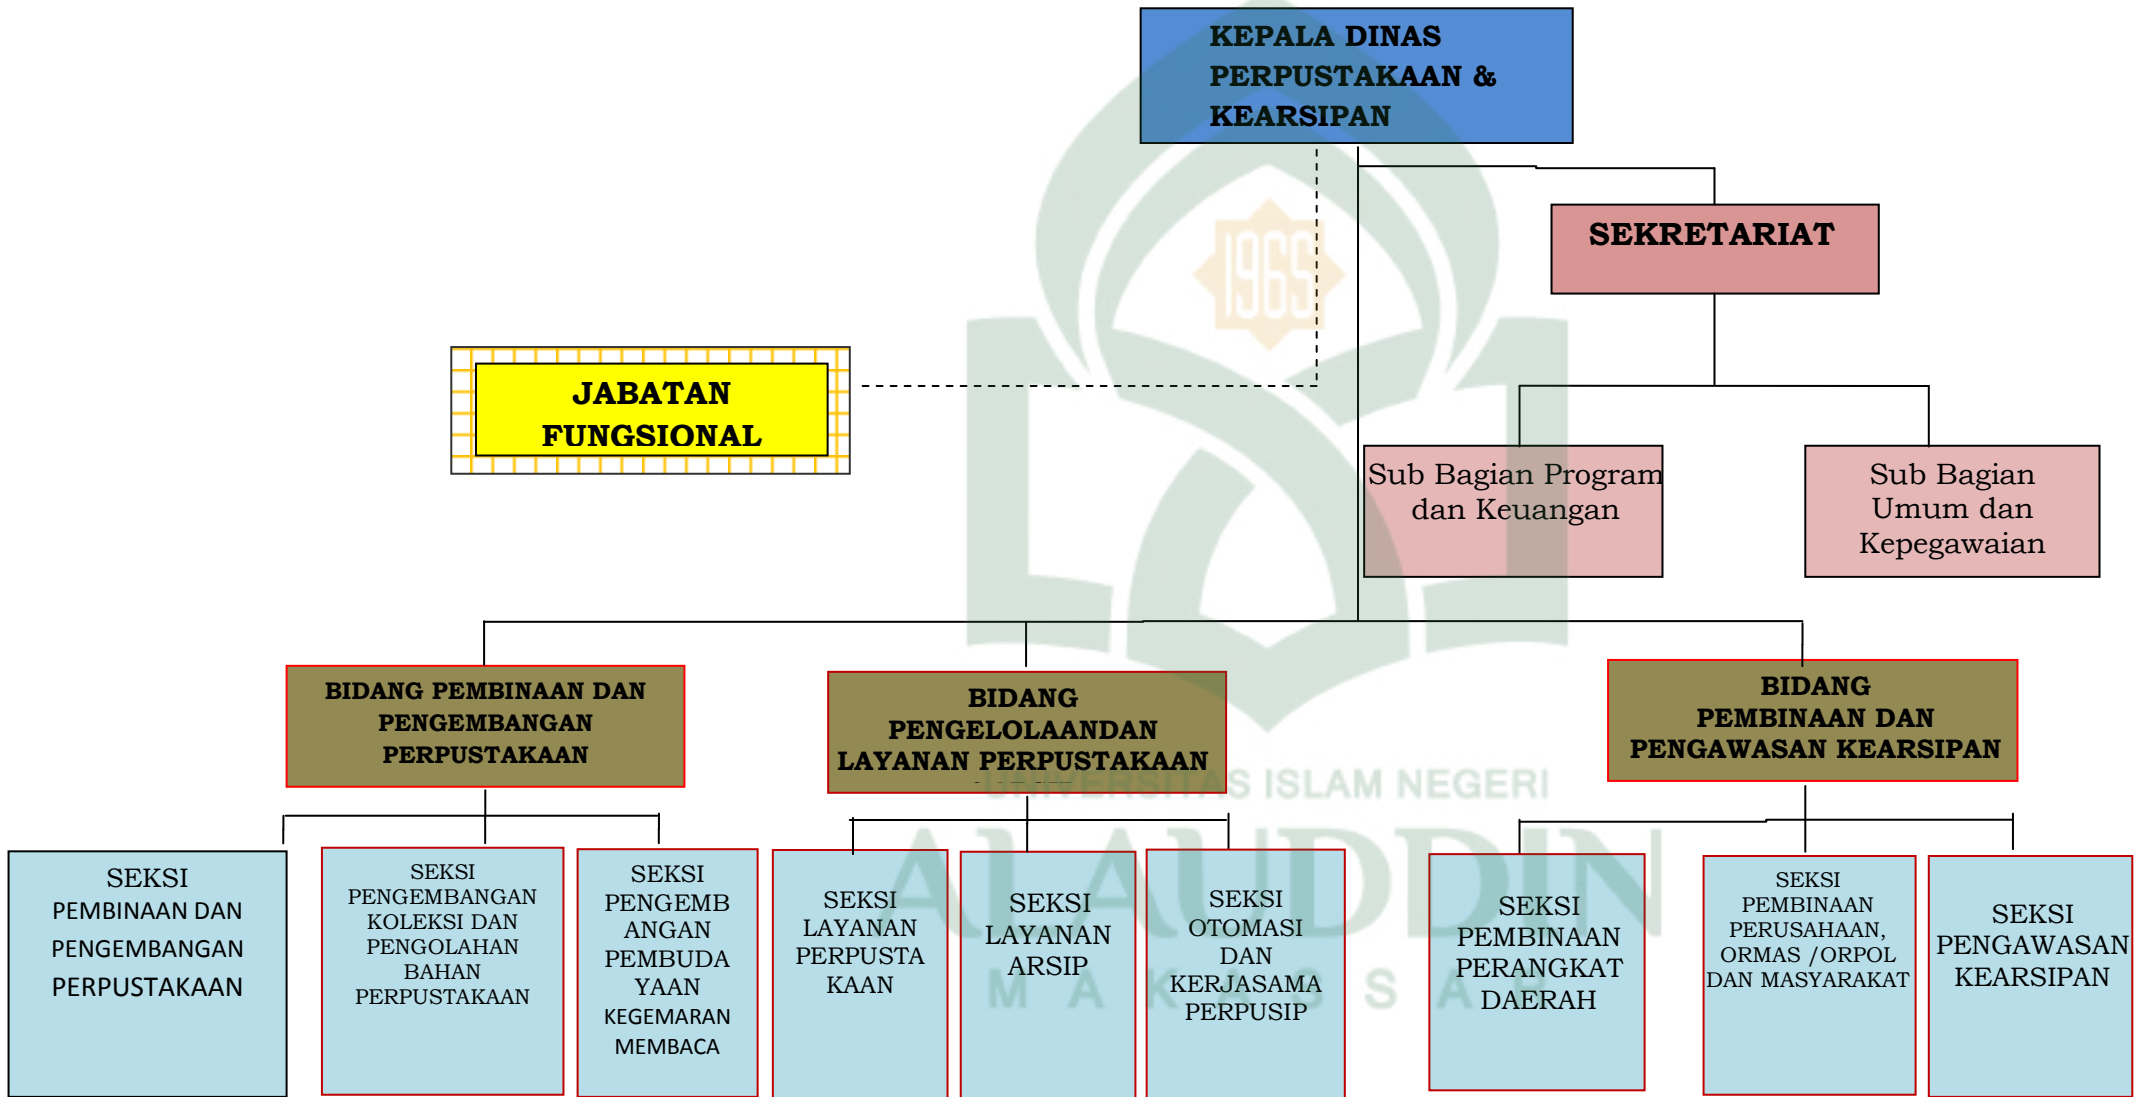 KEPALA DINAS
PERPUSTAKAAN &
KEARSIPAN
SEKRETARIAT
1965
JABATAN
FUNGSIONAL
Sub Bagian Program
dan Keuangan
Sub Bagian
Umum dan
Kepegawaian
BIDANG PEMBINAAN DAN
PENGEMBANGAN
PERPUSTAKAAN
BIDANG
PENGELOLAANDAN
LAYANAN PERPUSTAKAAN
BIDANG
PEMBINAAN DAN
PENGAWASAN KEARSIPAN
UNIVERSITAS ISLAM NEGERI
ALAUDDIN
MAKASSAR
SEKSI
PEMBINAAN DAN
PENGEMBANGAN
PERPUSTAKAAN
SEKSI
PENGEMBANGAN
KOLEKSI DAN
PENGOLAHAN
BAHAN
PERPUSTAKAAN
SEKSI
PENGEMB
ANGAN
PEMBUDA
YAAN
KEGEMARAN
MEMBACA
SEKSI
LAYANAN
PERPUSTA
KAAN
SEKSI
LAYANAN
ARSIP
SEKSI
OTOMASI
DAN
KERJASAMA
PERPUSIP
SEKSI
PEMBINAAN
PERANGKAT
DAERAH
SEKSI
PEMBINAAN
PERUSAHAAN,
ORMAS /ORPOL
DAN MASYARAKAT
SEKSI
PENGAWASAN
KEARSIPAN